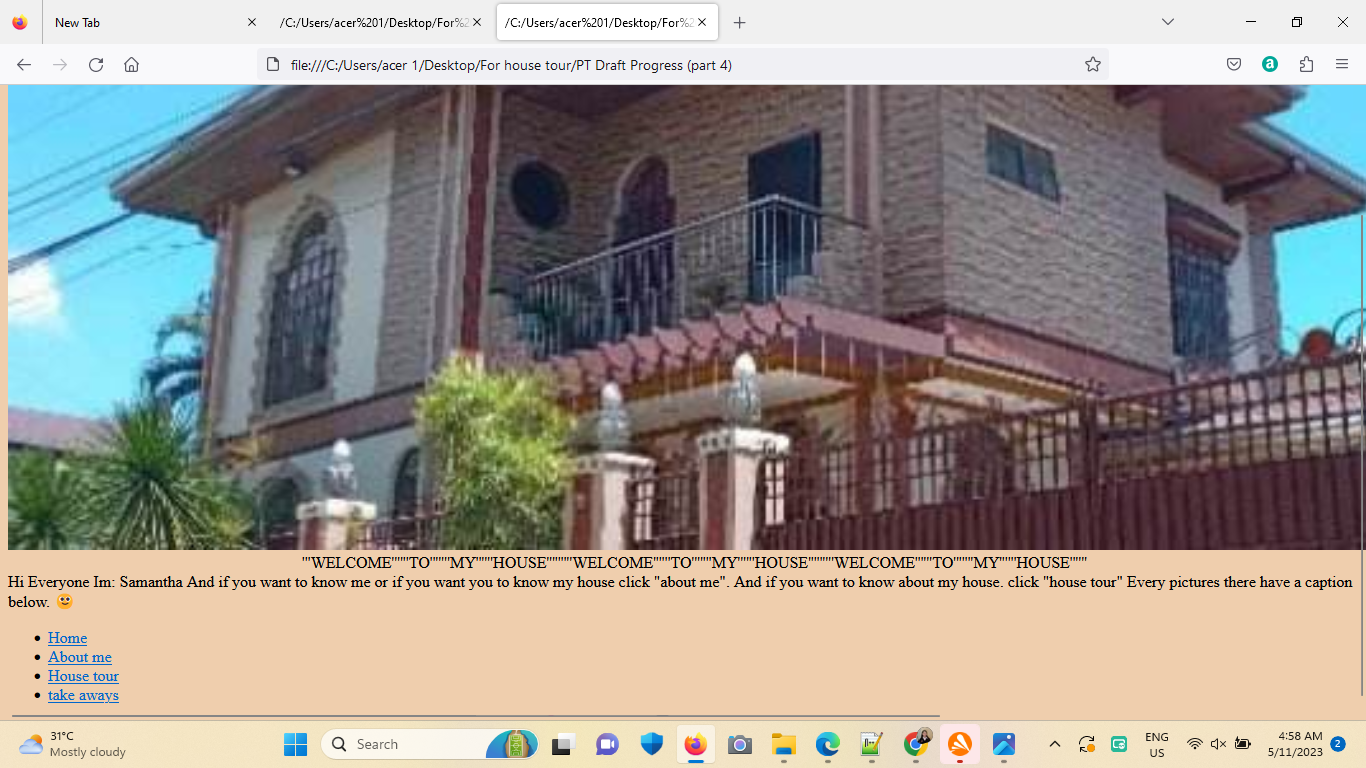 New Tab
/C:/Users/acer%201/Desktop/For%2
/C:/Users/acer%201/Desktop/For%2
file:///C:/Users/acer 1/Desktop/For house tour/PT Draft Progress (part 4)
"'WELCOME""'TO""'"MY""'HOUSE"""""WELCOME""'TO""'"MY""'HOUSE"""""WELCOME""'TO""'"MY""'HOUSE""'
Hi Everyone Im: Samantha And if you want to know me or if you want you to know my house click "about me". And if you want to know about my house. click "house tour" Every pictures there have a caption
below. 🙂
Home
About me
House tour
take aways
31°C
Mostly cloudy
Search
ENG
US
4:58 AM
5/11/2023
2